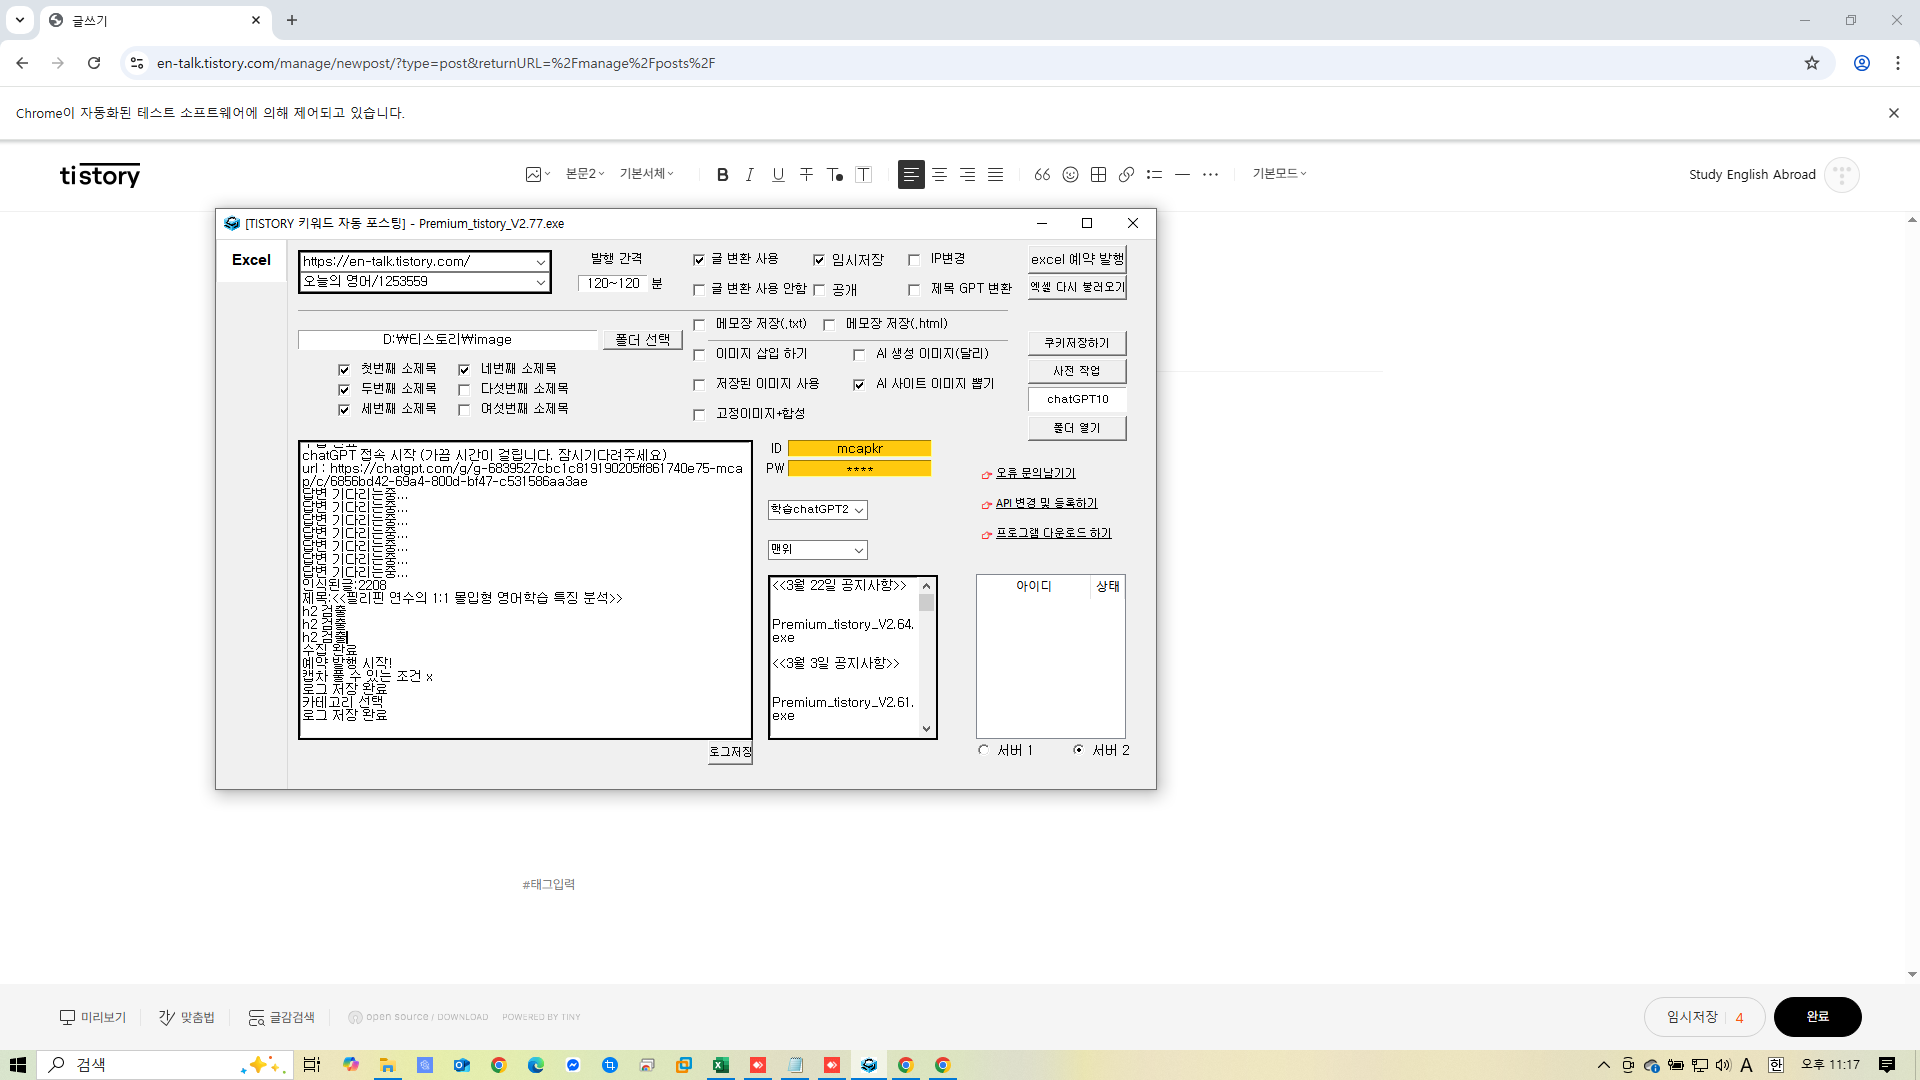 글쓰기
en-talk.tistory.com/manage/newpost/?type=post&returnURL=%2Fmanage%2Fposts%2F
Chrome이 자동화된 테스트 소프트웨어에 의해 제어되고 있습니다.
tistory
본문2
기본서체
기본모드
Study English Abroad
[TISTORY 키워드 자동 포스팅] - Premium_tistory_V2.77.exe
Excel
https://en-talk.tistory.com/
오늘의 영어/1253559
발행 간격
120~120 분
글 변환 사용
임시저장
IP변경
글 변환 사용 안함
공개
제목 GPT 변환
excel 예약 발행
엑셀 다시 불러오기
메모장 저장(.txt)
메모장 저장(.html)
D:₩티스토리₩image
폴더 선택
이미지 삽입 하기
AI 생성 이미지(달리)
저장된 이미지 사용
AI 사이트 이미지 뽑기
고정이미지+합성
첫번째 소제목
네번째 소제목
두번째 소제목
다섯번째 소제목
세번째 소제목
여섯번째 소제목
쿠키저장하기
사전 작업
chatGPT10
폴더 열기
chatGPT 접속 시작 (가끔 시간이 걸립니다. 잠시기다려주세요)
url : https://chatgpt.com/g/g-6839527cbc1c819190205ff861740e75-mca
p/c/6856bd42-69a4-800d-bf47-c531586aa3ae
답변 기다리는중...
답변 기다리는중...
답변 기다리는중...
답변 기다리는중...
답변 기다리는중...
답변 기다리는중...
답변 기다리는중...
인식된글:2208
제목:<<필리핀 연수의 1:1 몰입형 영어학습 특징 분석>>
h2 검출
h2 검출
h2 검출
수집 완료
예약 발행 시작!
캡차 풀 수 있는 조건 x
로그 저장 완료
카테고리 선택
로그 저장 완료
로그저장
ID mcapkr
PW ****
학습chatGPT2
맨위
오류 문의남기기
API 변경 및 등록하기
프로그램 다운로드 하기
<<3월 22일 공지사항>>
Premium_tistory_V2.64.
exe
<<3월 3일 공지사항>>
Premium_tistory_V2.61.
exe
아이디
상태
서버 1
서버 2
#태그입력
미리보기
맞춤법
글감검색
open source / DOWNLOAD
POWERED BY TINY
임시저장 4
완료
검색
A
한
오후 11:17